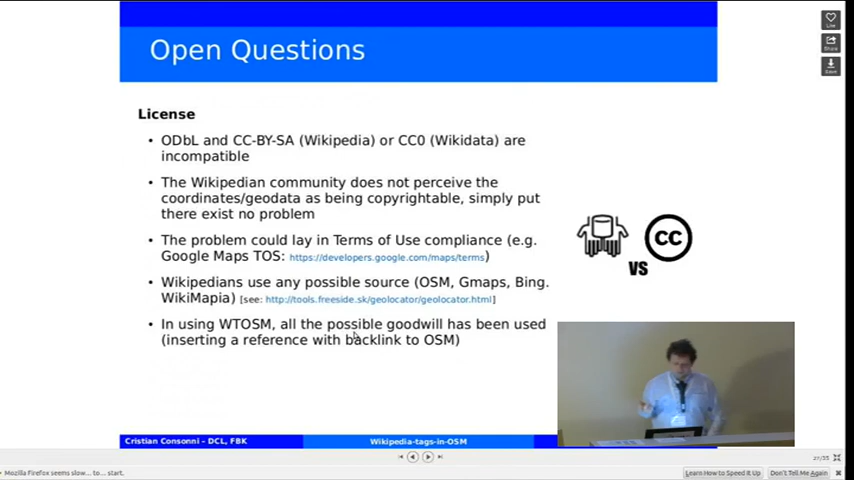 Open Questions
License
• ODbL and CC-BY-SA (Wikipedia) or CC0 (Wikidata) are
incompatible
• The Wikipedian community does not perceive the
coordinates/geodata as being copyrightable, simply put
there exist no problem
• The problem could lay in Terms of Use compliance (e.g.
Google Maps TOS: https://developers.google.com/maps/terms)
• Wikipedians use any possible source (OSM, Gmaps, Bing.
WikiMapia) [see: http://tools.freeside.sk/geolocator/geolocator.html]
• In using WTOSM, all the possible goodwill has been used
(inserting a reference with backlink to OSM)
CC
VS
Like
Share
Save
Cristian Consonni – DCL, FBK
Wikipedia-tags-in-OSM
27/35
Mozilla Firefox seems slow... to... start.
Learn How to Speed It Up
Don't Tell Me Again